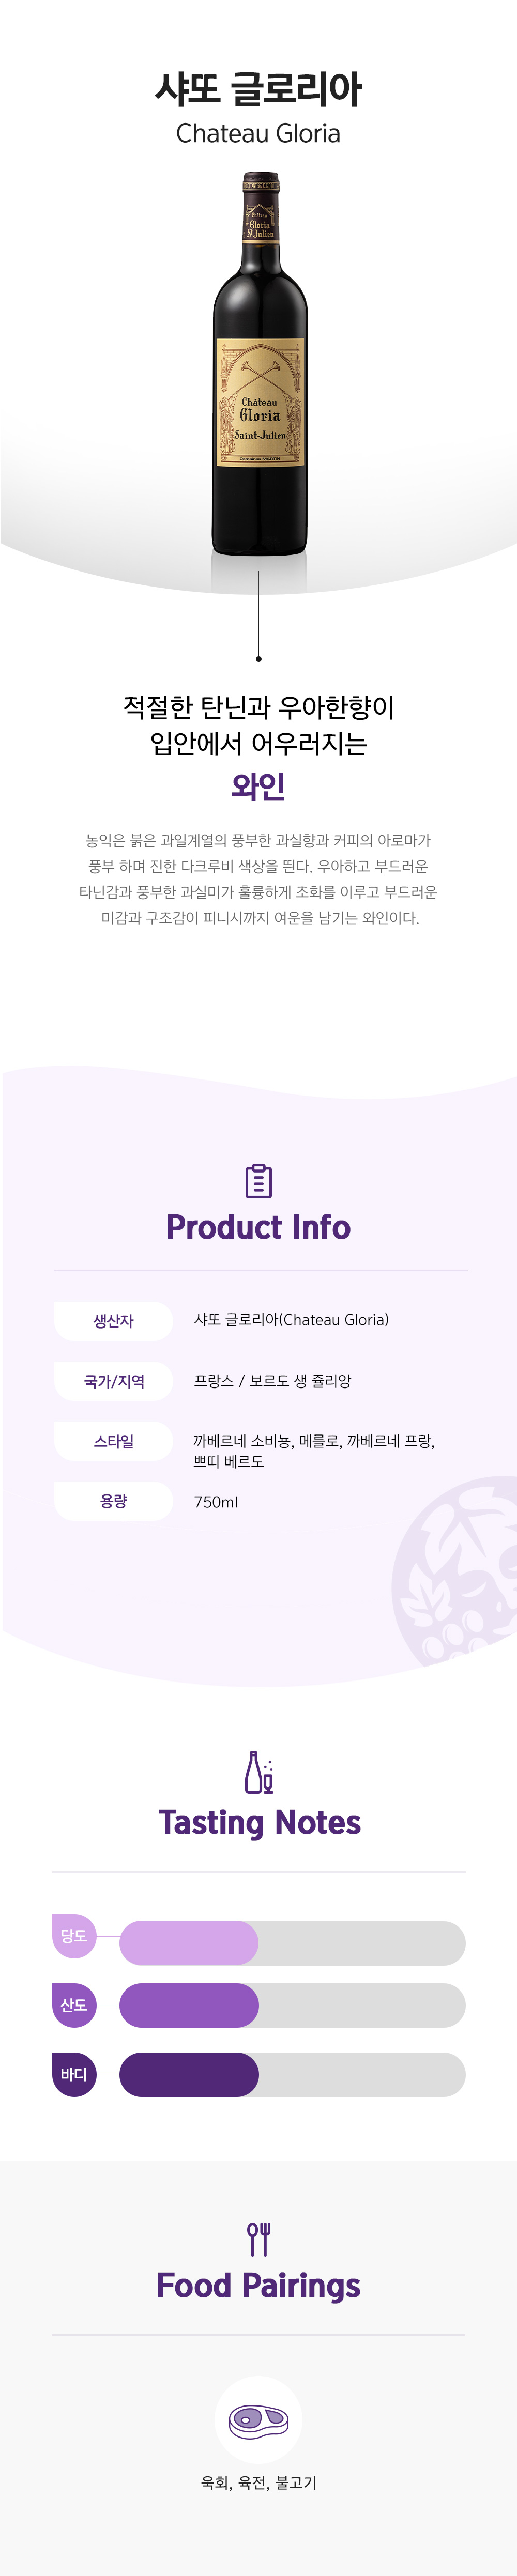 샤또 글로리아
Chateau Gloria
Château
Gloria
St Julien
Château
Gloria
Saint-Julien
Domaines MARTIN
적절한 탄닌과 우아한향이
입안에서 어우러지는
와인
농익은 붉은 과일계열의 풍부한 과실향과 커피의 아로마가
풍부 하며 진한 다크루비 색상을 띈다. 우아하고 부드러운
타닌감과 풍부한 과실미가 훌륭하게 조화를 이루고 부드러운
미감과 구조감이 피니시까지 여운을 남기는 와인이다.
Product Info
생산자 샤또 글로리아(Chateau Gloria)
국가/지역 프랑스 / 보르도 생 쥴리앙
스타일 까베르네 소비뇽, 메를로, 까베르네 프랑,
쁘띠 베르도
용량 750ml
Tasting Notes
당도
산도
바디
Food Pairings
육회, 육전, 불고기